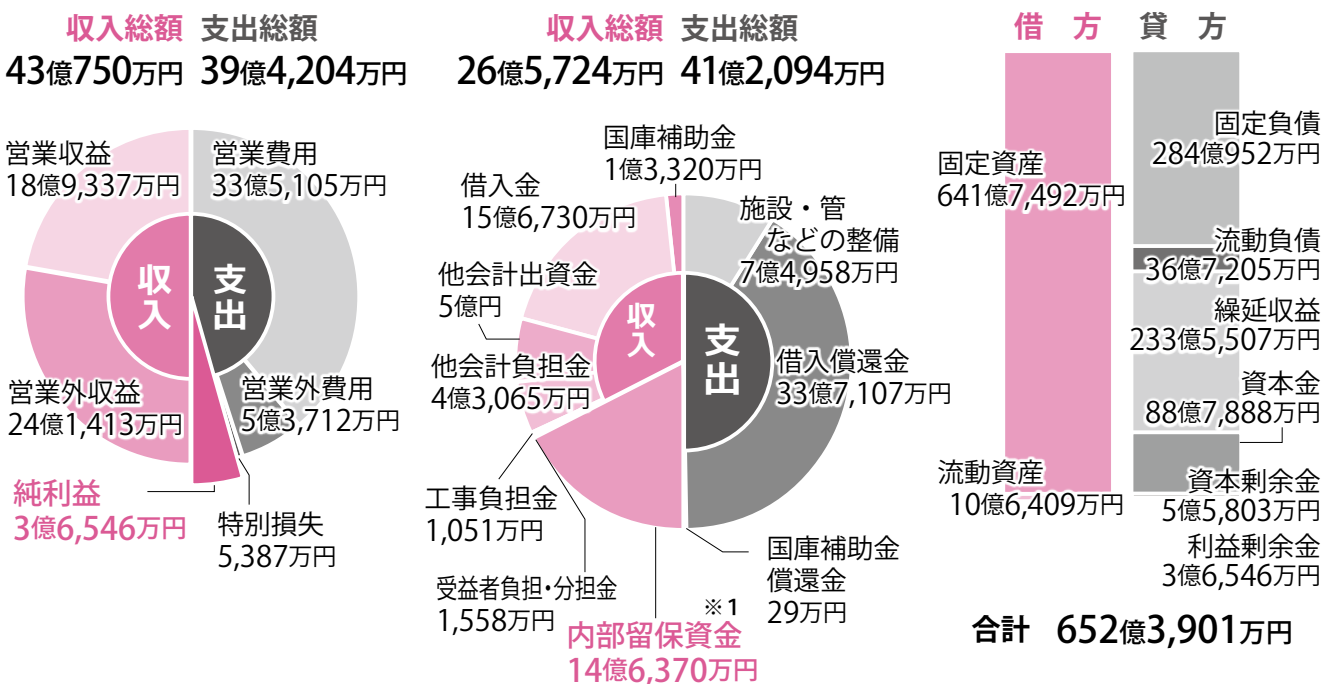 収入総額 支出総額
43億750万円 39億4,204万円
営業収益
18億9,337万円
営業費用
33億5,105万円
収入
支出
営業外収益
24億1,413万円
営業外費用
5億3,712万円
純利益
3億6,546万円
特別損失
5,387万円
収入総額 支出総額
26億5,724万円 41億2,094万円
国庫補助金
1億3,320万円
借入金
15億6,730万円
施設・管
などの整備
7億4,958万円
他会計出資金
5億円
収入
支出
他会計負担金
4億3,065万円
借入償還金
33億7,107万円
工事負担金
1,051万円
受益者負担・分担金
1,558万円
※1
内部留保資金
14億6,370万円
国庫補助金
償還金
29万円
借 方 貸 方
固定資産
641億7,492万円
流動資産
10億6,409万円
固定負債
284億952万円
流動負債
36億7,205万円
繰延収益
233億5,507万円
資本金
88億7,888万円
資本剰余金
5億5,803万円
利益剰余金
3億6,546万円
合計 652億3,901万円